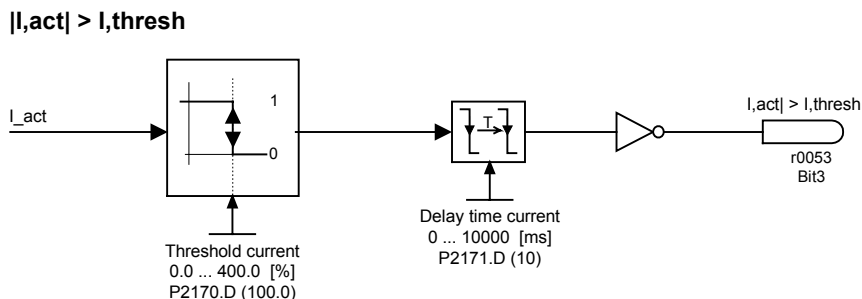 |I,act| > I,thresh
I_act
1
0
T
I,act| > I,thresh
r0053
Bit3
Threshold current
0.0 ... 400.0 [%]
P2170.D (100.0)
Delay time current
0 ... 10000 [ms]
P2171.D (10)